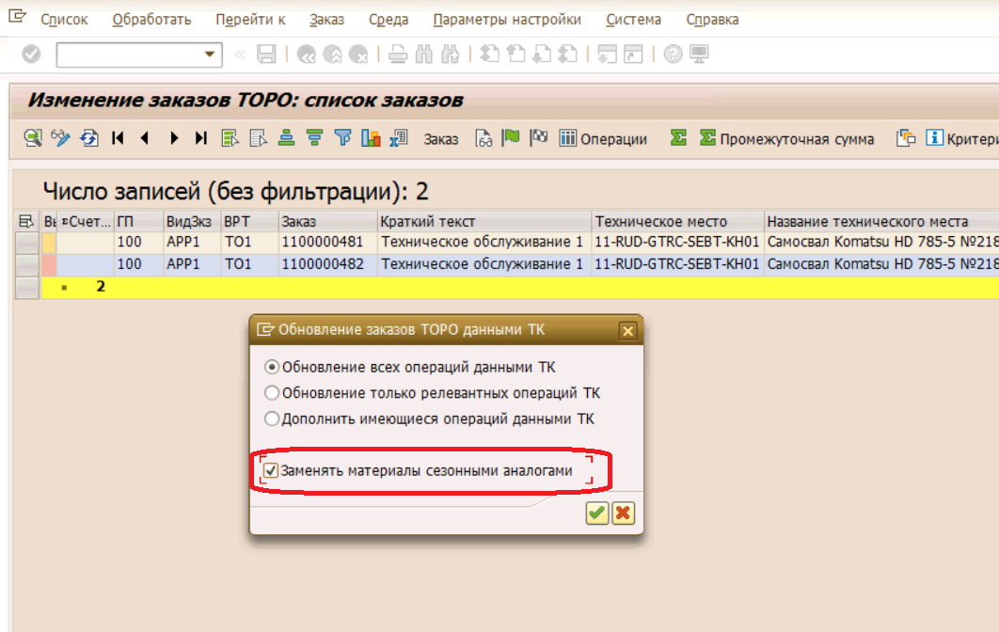 Список Обработать Перейти к Заказ Среда Параметры настройки Система Справка
Изменение заказов ТОРО: список заказов
Заказ Операции Промежуточная сумма Критери
Число записей (без фильтрации): 2
Вы Счет... ГП ВидЗкз ВРТ Заказ Краткий текст Техническое место Название технического места
100 APP1 TO1 1100000481 Техническое обслуживание 1 11-RUD-GTRC-SEBT-KH01 Самосвал Komatsu HD 785-5 №218
100 APP1 TO1 1100000482 Техническое обслуживание 1 11-RUD-GTRC-SEBT-KH01 Самосвал Komatsu HD 785-5 №218
2
Обновление заказов ТОРО данными ТК
Обновление всех операций данными ТК
Обновление только релевантных операций ТК
Дополнить имеющиеся операций данными ТК
Заменять материалы сезонными аналогами